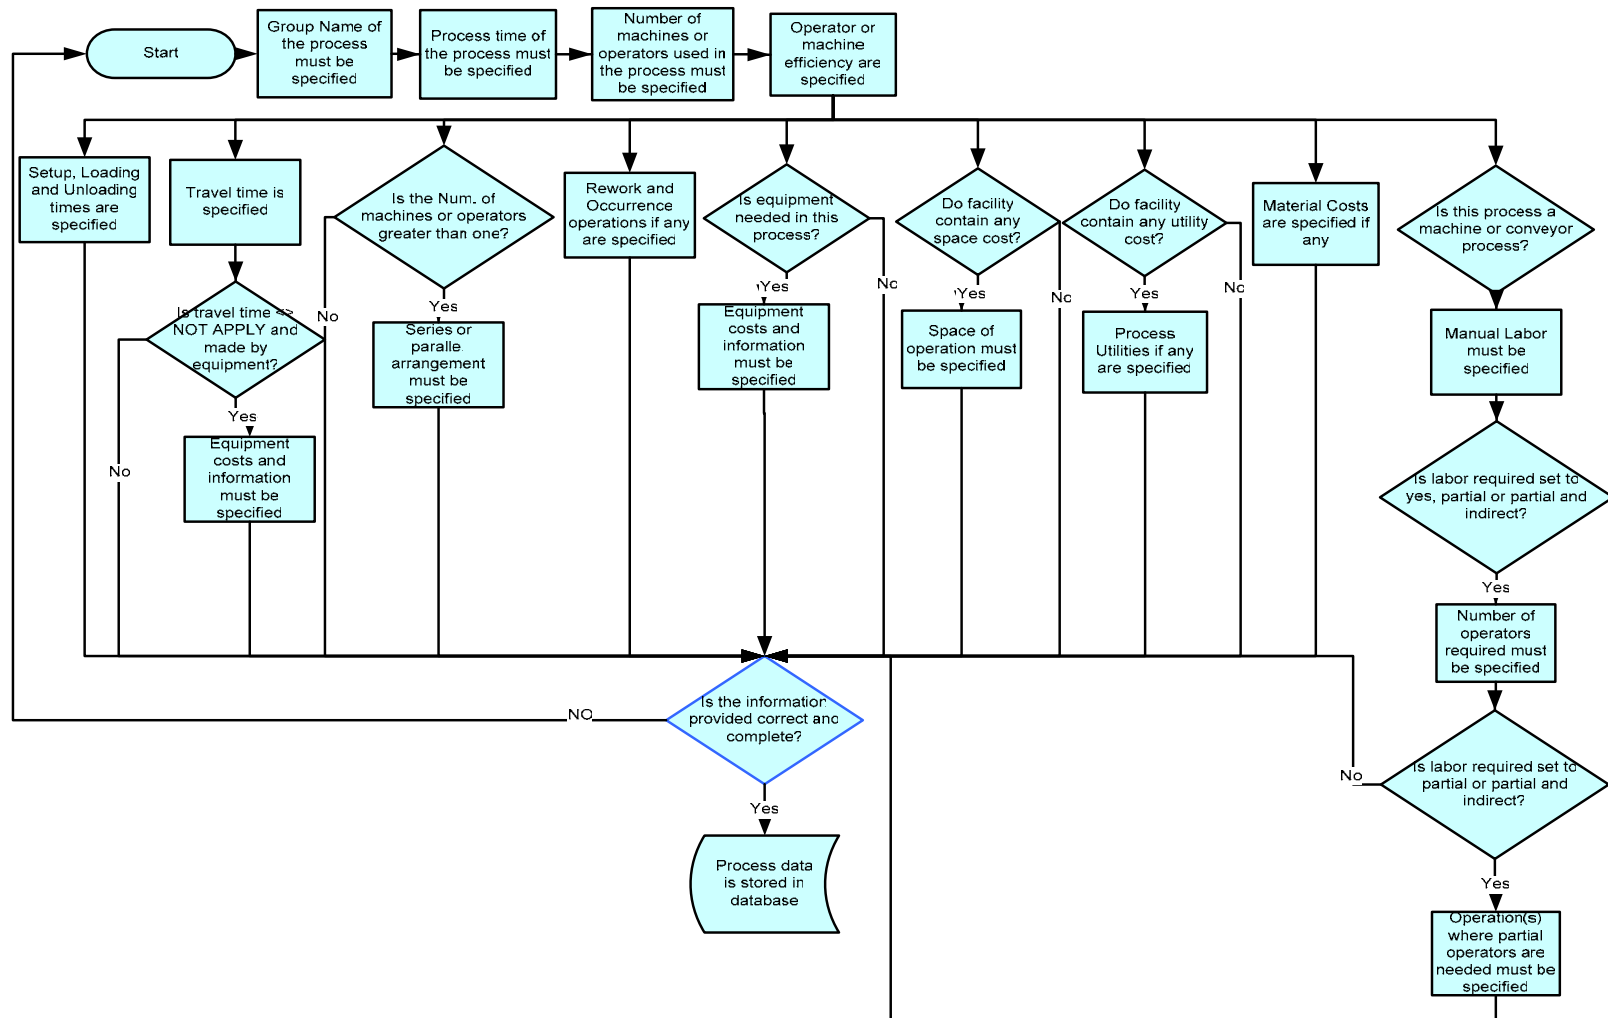 Start
Group Name of
the process
must be
specified
Process time of
the process must
be specified
Number of
machines or
operators used in
the process must
be specified
Operator or
machine
efficiency are
specified
Setup, Loading
and Unloading
times are
specified
Travel time is
specified
Is the Num. of
machines or operators
greater than one?
Rework and
Occurrence
operations if any
are specified
Is equipment
needed in this
process?
Do facility
contain any
space cost?
Do facility
contain any utility
cost?
Material Costs
are specified if
any
Is this process a
machine or conveyor
process?
Is travel time <>
NOT APPLY and
made by
equipment?
No
Yes
Series or
paralle.
arrangement
must be
specified
Yes
Equipment
costs and
information
must be
specified
No
Yes
Space of
operation must
be specified
No
Yes
Process
Utilities if any
are specified
No
Manual Labor
must be
specified
No
Yes
Equipment
costs and
information
must be
specified
Is labor required set to
yes, partial or partial and
indirect?
Yes
Number of
operators
required must
be specified
Is the information
provided correct and
complete?
NO
Yes
Process data
is stored in
database
Is labor required set to
partial or partial and
indirect?
No
Yes
Operation(s)
where partial
operators are
needed must be
specified